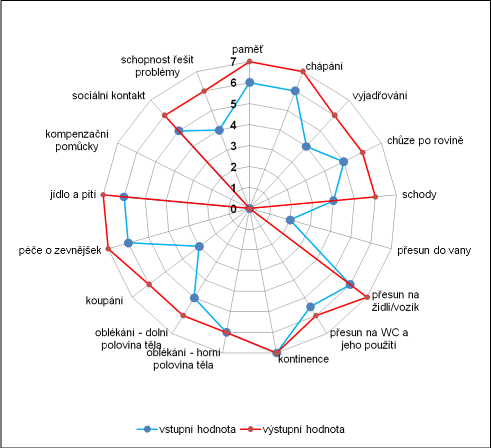 paměť
chápání
vyjadřování
chůze po rovině
schody
přesun do vany
přesun na
židli/vozík
přesun na WC a
jeho použití
kontinence
oblékání - horní
polovina těla
oblékání - dolní
polovina těla
koupání
péče o zevnějšek
jídlo a pití
kompenzační
pomůcky
sociální kontakt
schopnost řešit
problémy
7
6
5
4
3
2
1
0
vstupní hodnota
výstupní hodnota